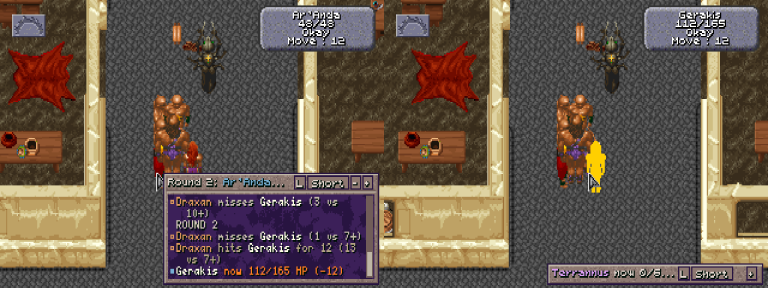 Ar'Anda
48/48
Okay
Move : 12
Round 2: Ar'Anda... L Short - +
Draxan misses Gerakis (3 vs
10+)
ROUND 2
Draxan misses Gerakis (1 vs 7+)
Draxan hits Gerakis for 12 (13
vs 7+)
Gerakis now 112/165 HP (-12)
Gerakis
112/165
Okay
Move : 12
Terrannus now 0/6... L Short - +